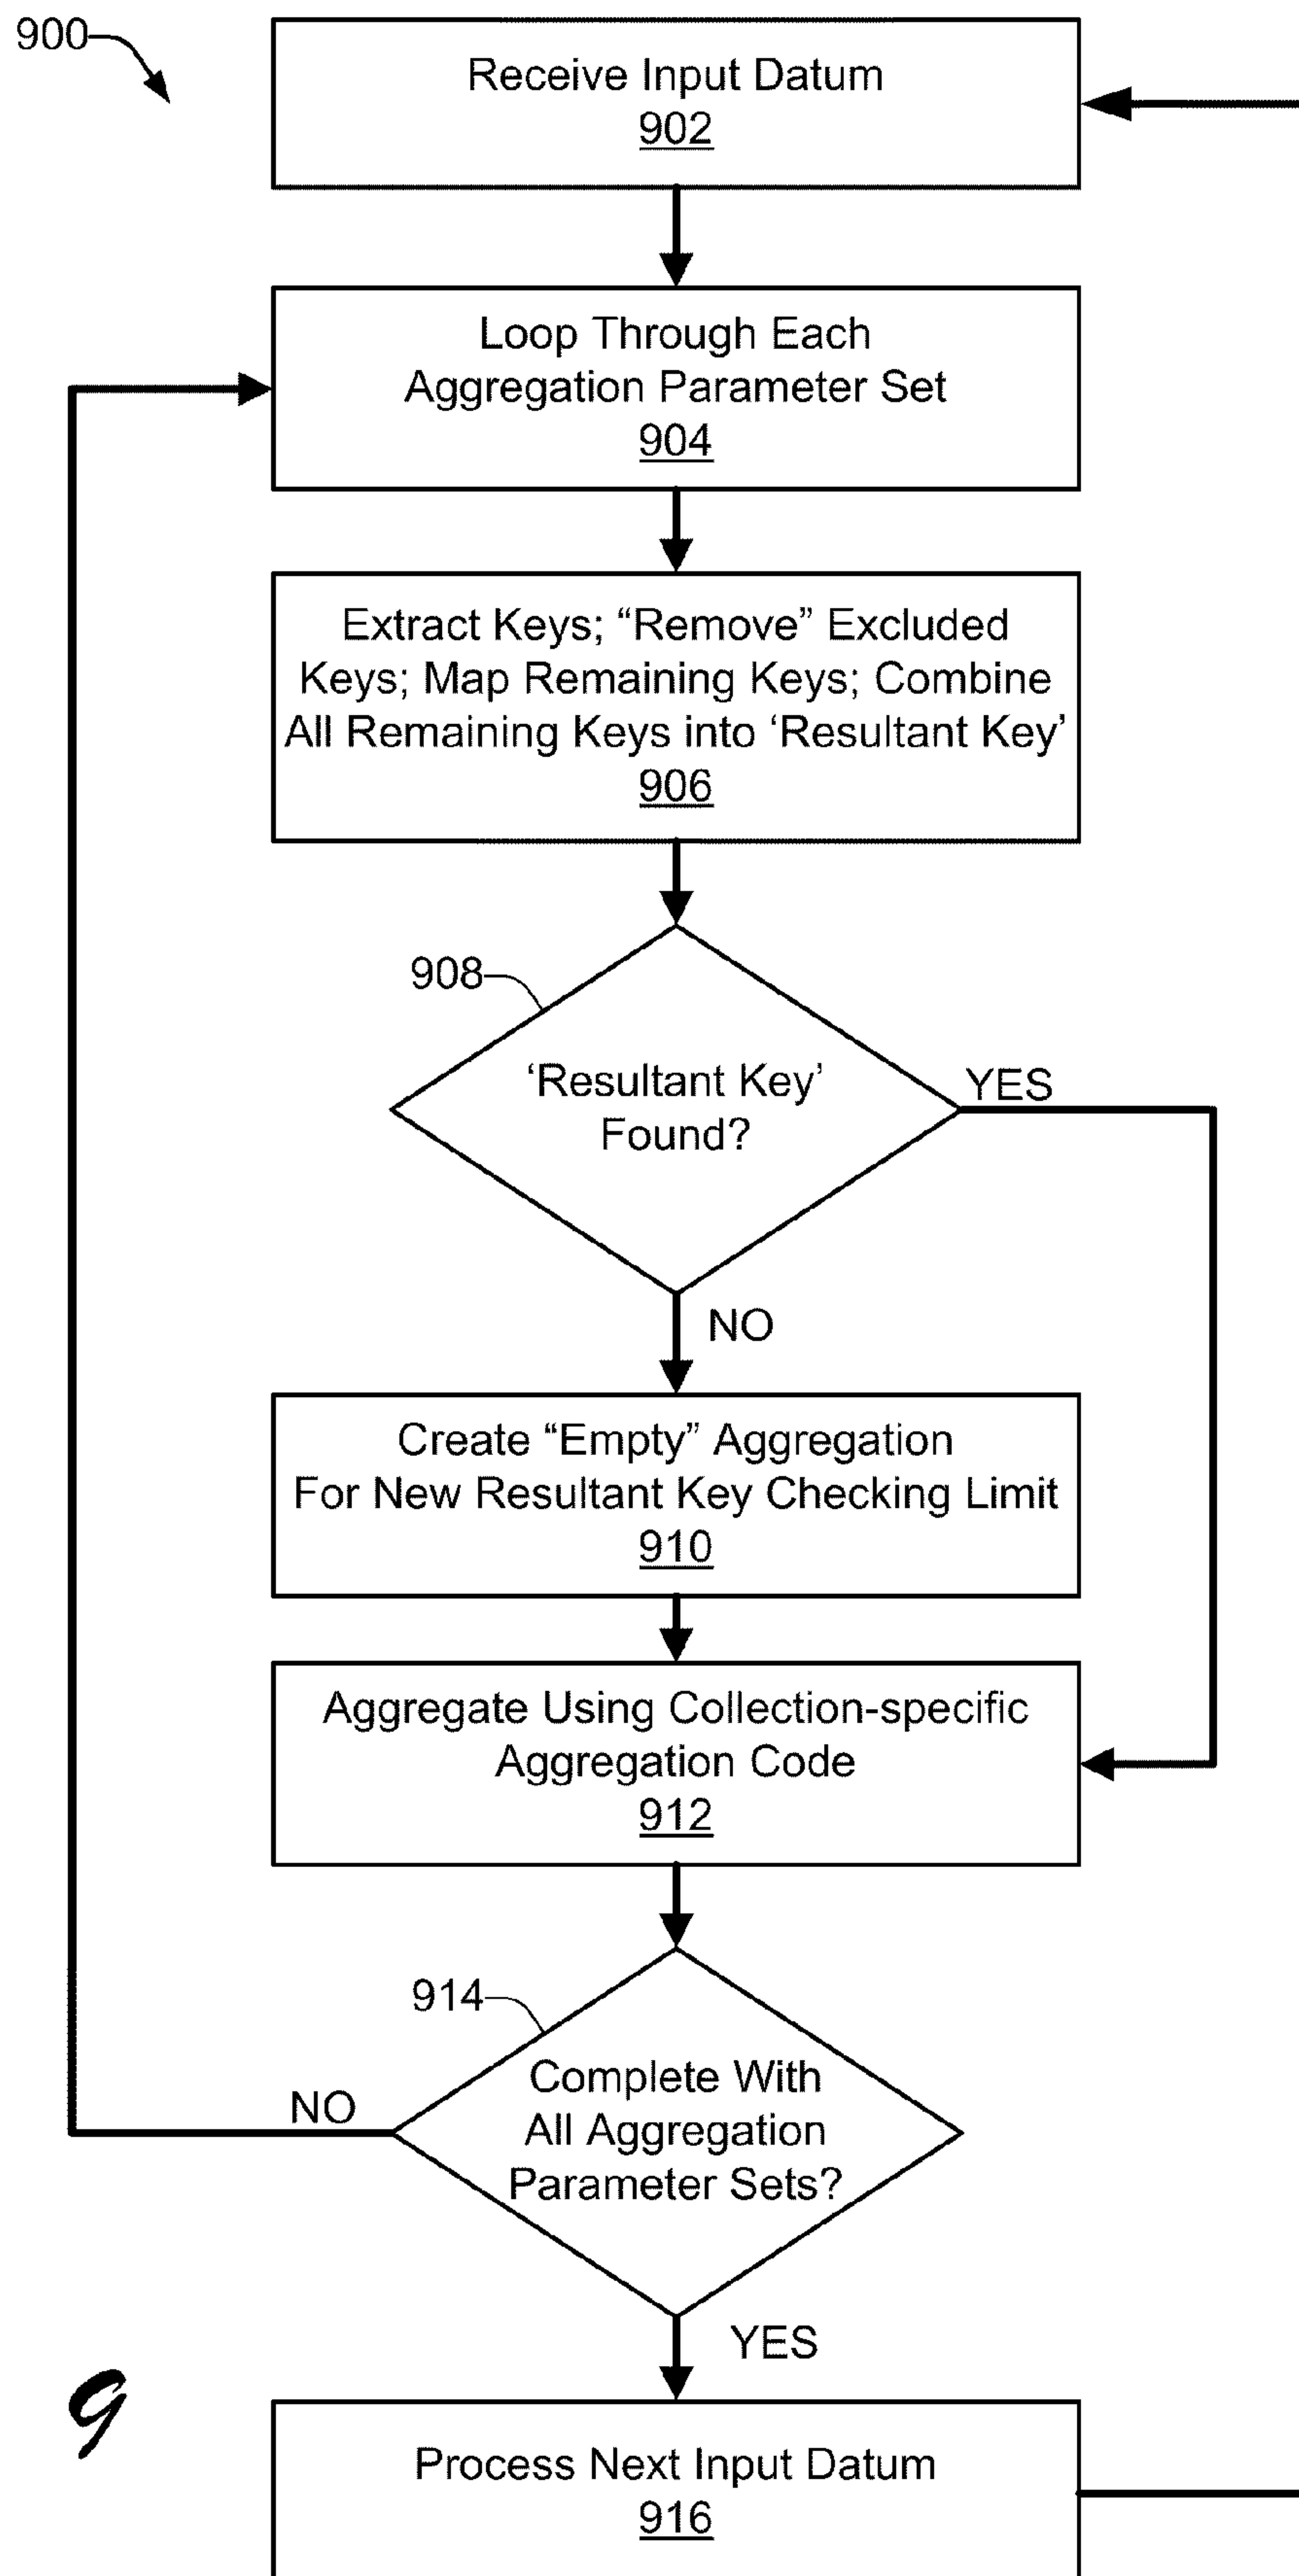 900
Receive Input Datum
902
Loop Through Each
Aggregation Parameter Set
904
Extract Keys; “Remove” Excluded
Keys; Map Remaining Keys; Combine
All Remaining Keys into ‘Resultant Key’
906
908
‘Resultant Key’
Found?
YES
NO
Create “Empty” Aggregation
For New Resultant Key Checking Limit
910
Aggregate Using Collection-specific
Aggregation Code
912
914
Complete With
All Aggregation
Parameter Sets?
NO
YES
9
Process Next Input Datum
916